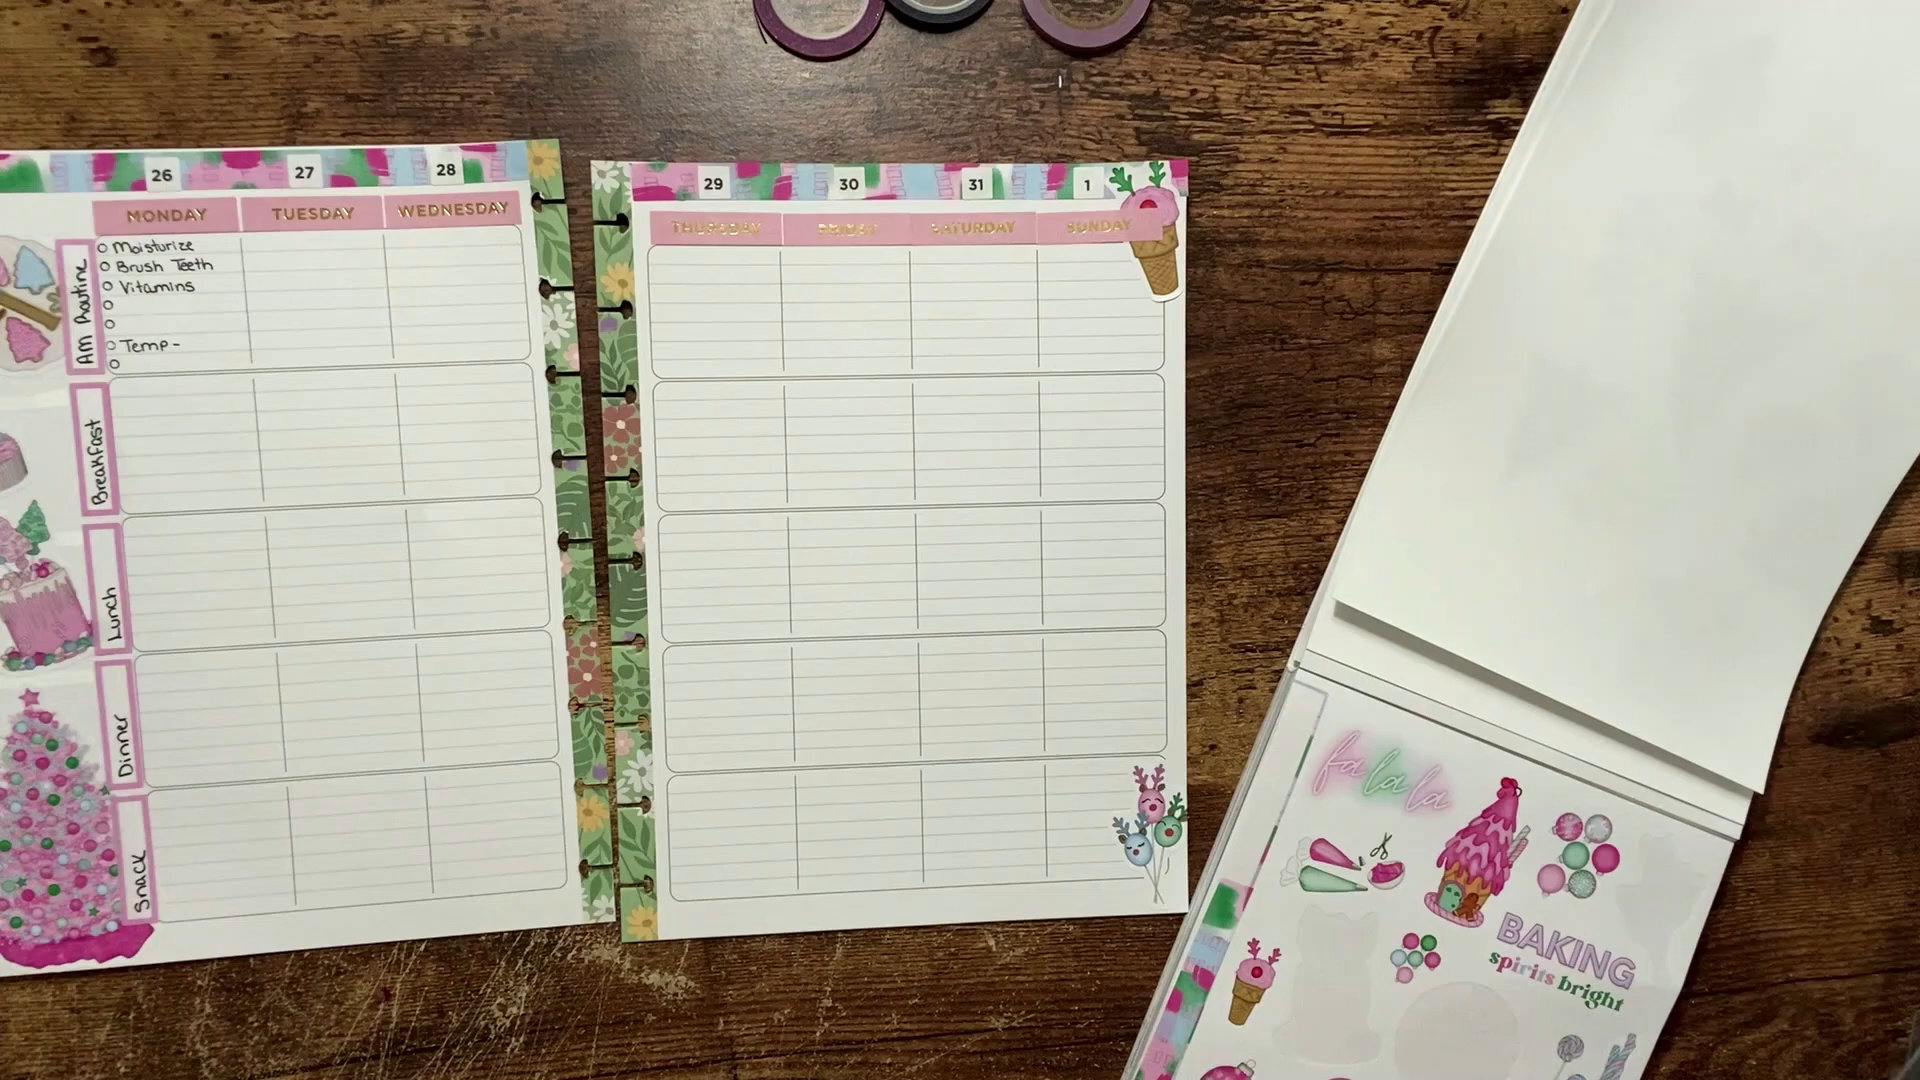 26 27 28
MONDAY TUESDAY WEDNESDAY
AM Routine
Moisturize
Brush Teeth
Vitamins
Temp -
Breakfast
Lunch
Dinner
Snack
29 30 31 1
THURSDAY FRIDAY SATURDAY SUNDAY
fa la la la
BAKING
spirits bright